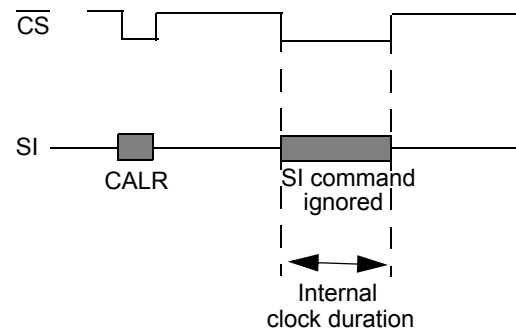 CS
SI
CALR
SI command
ignored
Internal
clock duration